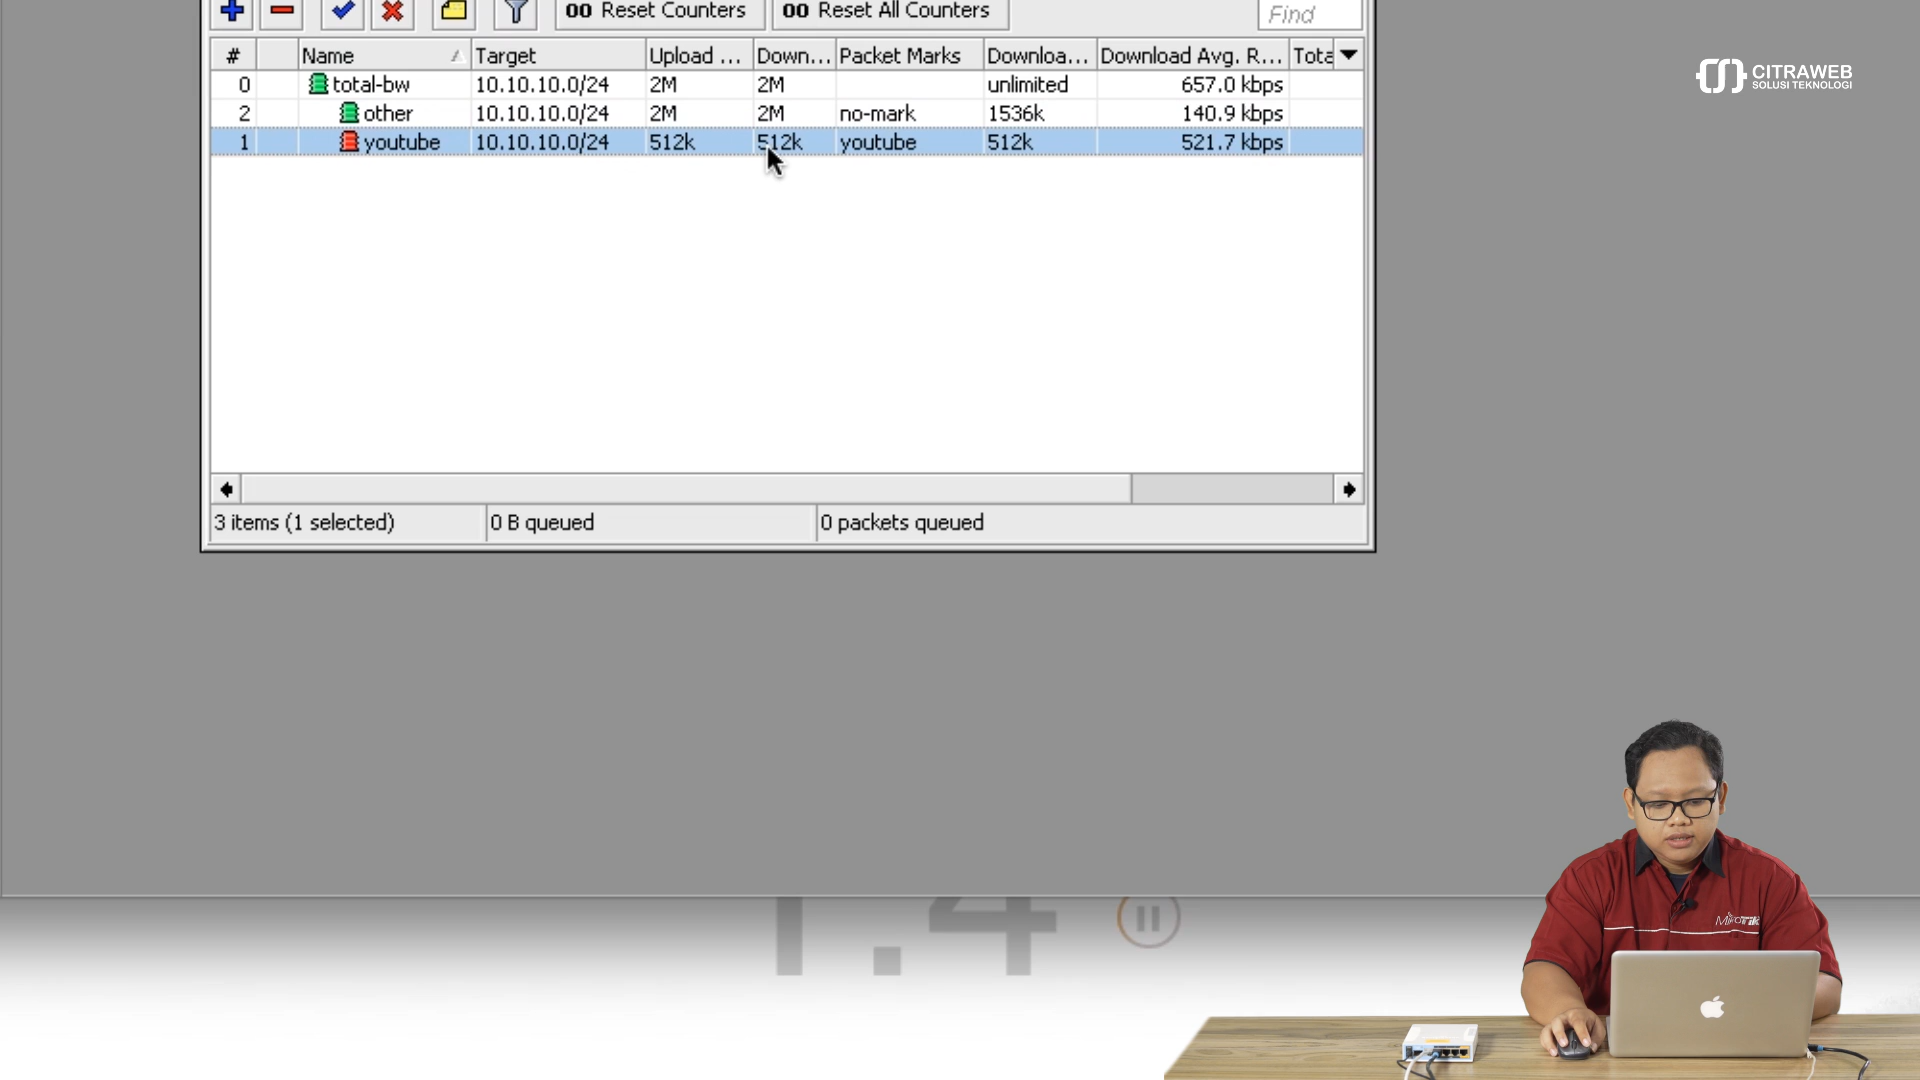 00 Reset Counters 00 Reset All Counters Find
# Name Target Upload ... Down... Packet Marks Downloa... Download Avg. R... Tota
0 total-bw 10.10.10.0/24 2M 2M unlimited 657.0 kbps
2 other 10.10.10.0/24 2M 2M no-mark 1536k 140.9 kbps
1 youtube 10.10.10.0/24 512k 512k youtube 512k 521.7 kbps
3 items (1 selected) 0 B queued 0 packets queued
CITRAWEB
SOLUSI TEKNOLOGI
1.4
MikroTik